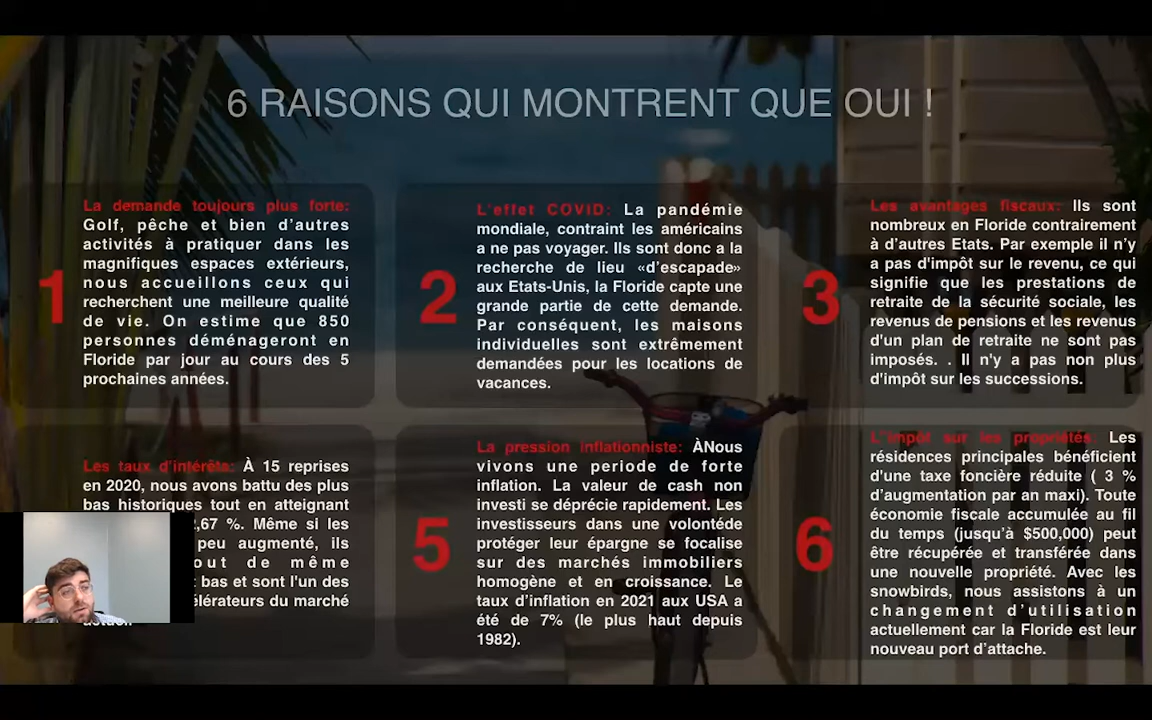 6 RAISONS QUI MONTRENT QUE OUI !
1
La demande toujours plus forte:
Golf, pêche et bien d’autres
activités à pratiquer dans les
magnifiques espaces extérieurs,
nous accueillons ceux qui
recherchent une meilleure qualité
de vie. On estime que 850
personnes déménageront en
Floride par jour au cours des 5
prochaines années.
2
L’effet COVID: La pandémie
mondiale, contraint les américains
a ne pas voyager. Ils sont donc a la
recherche de lieu «d’escapade»
aux Etats-Unis, la Floride capte une
grande partie de cette demande.
Par conséquent, les maisons
individuelles sont extrêmement
demandées pour les locations de
vacances.
3
Les avantages fiscaux: Ils sont
nombreux en Floride contrairement
à d’autres Etats. Par exemple il n’y
a pas d'impôt sur le revenu, ce qui
signifie que les prestations de
retraite de la sécurité sociale, les
revenus de pensions et les revenus
d'un plan de retraite ne sont pas
imposés. . Il n'y a pas non plus
d'impôt sur les successions.
Les taux d’intérêts: À 15 reprises
en 2020, nous avons battu des plus
bas historiques tout en atteignant
,67 %. Même si les
peu augmenté, ils
out de même
bas et sont l'un des
élérateurs du marché
5
La pression inflationniste: ÀNous
vivons une periode de forte
inflation. La valeur de cash non
investi se déprécie rapidement. Les
investisseurs dans une volontéde
protéger leur épargne se focalise
sur des marchés immobiliers
homogène et en croissance. Le
taux d’inflation en 2021 aux USA a
été de 7% (le plus haut depuis
1982).
6
L’impôt sur les propriétés: Les
résidences principales bénéficient
d'une taxe foncière réduite ( 3 %
d’augmentation par an maxi). Toute
économie fiscale accumulée au fil
du temps (jusqu’à $500,000) peut
être récupérée et transférée dans
une nouvelle propriété. Avec les
snowbirds, nous assistons à un
changement d’utilisation
actuellement car la Floride est leur
nouveau port d’attache.